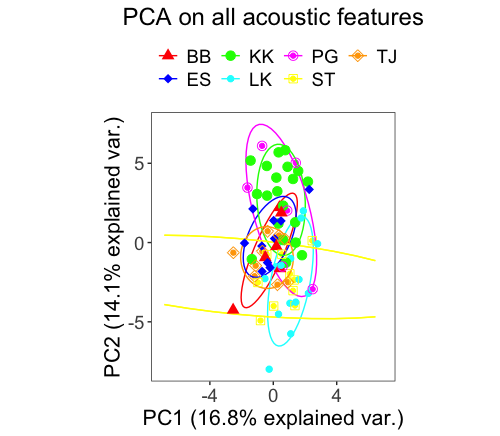 PCA on all acoustic features
BB KK PG TJ
ES LK ST
5
0
-5
PC2 (14.1% explained var.)
-4 0 4
PC1 (16.8% explained var.)